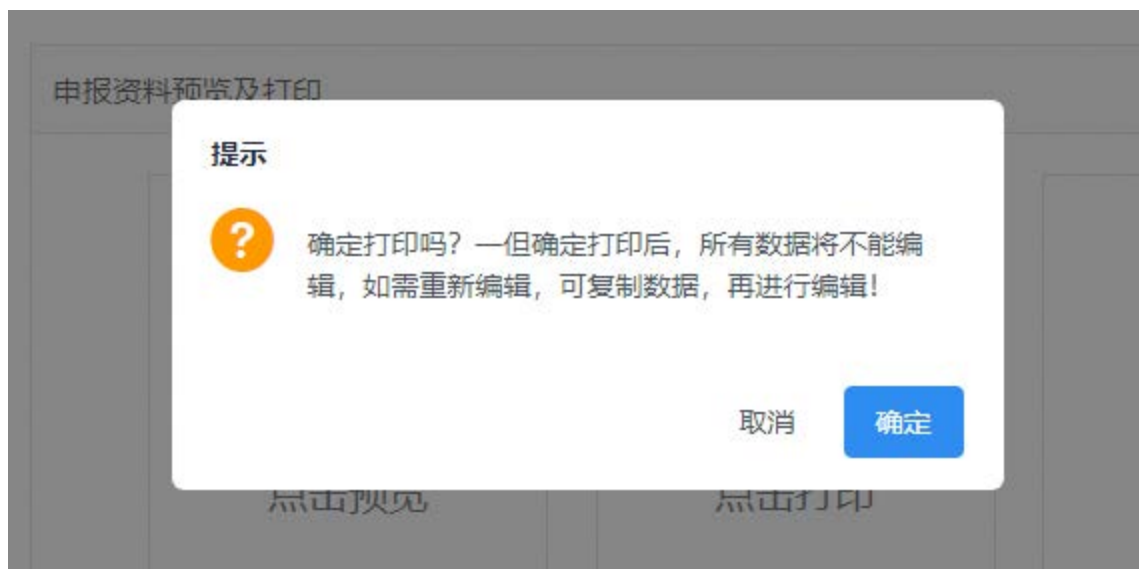 申报资料预览及打印
提示
确定打印吗？一但确定打印后，所有数据将不能编
辑，如需重新编辑，可复制数据，再进行编辑！
取消
确定
点击预览
点击打印